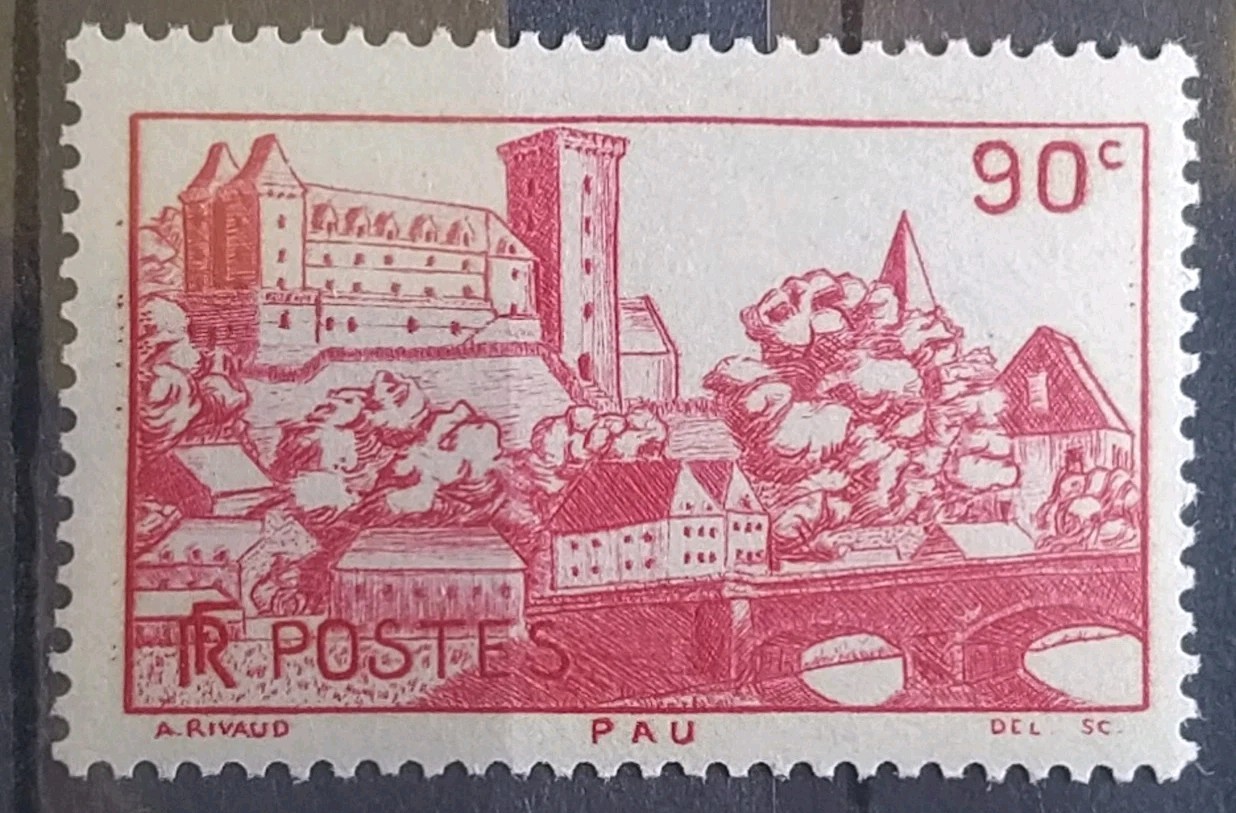 90c
RF POSTES
A. RIVAUD PAU DEL. SC.